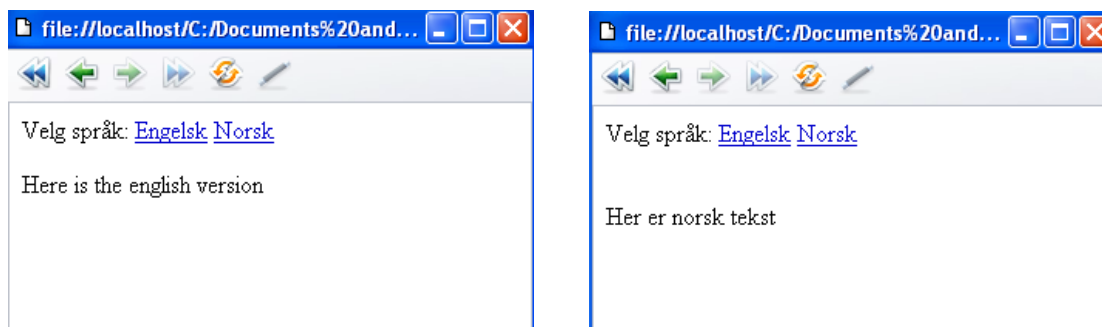 file://localhost/C:/Documents%20and...
Velg språk: Engelsk Norsk
Here is the english version
file://localhost/C:/Documents%20and...
Velg språk: Engelsk Norsk
Her er norsk tekst